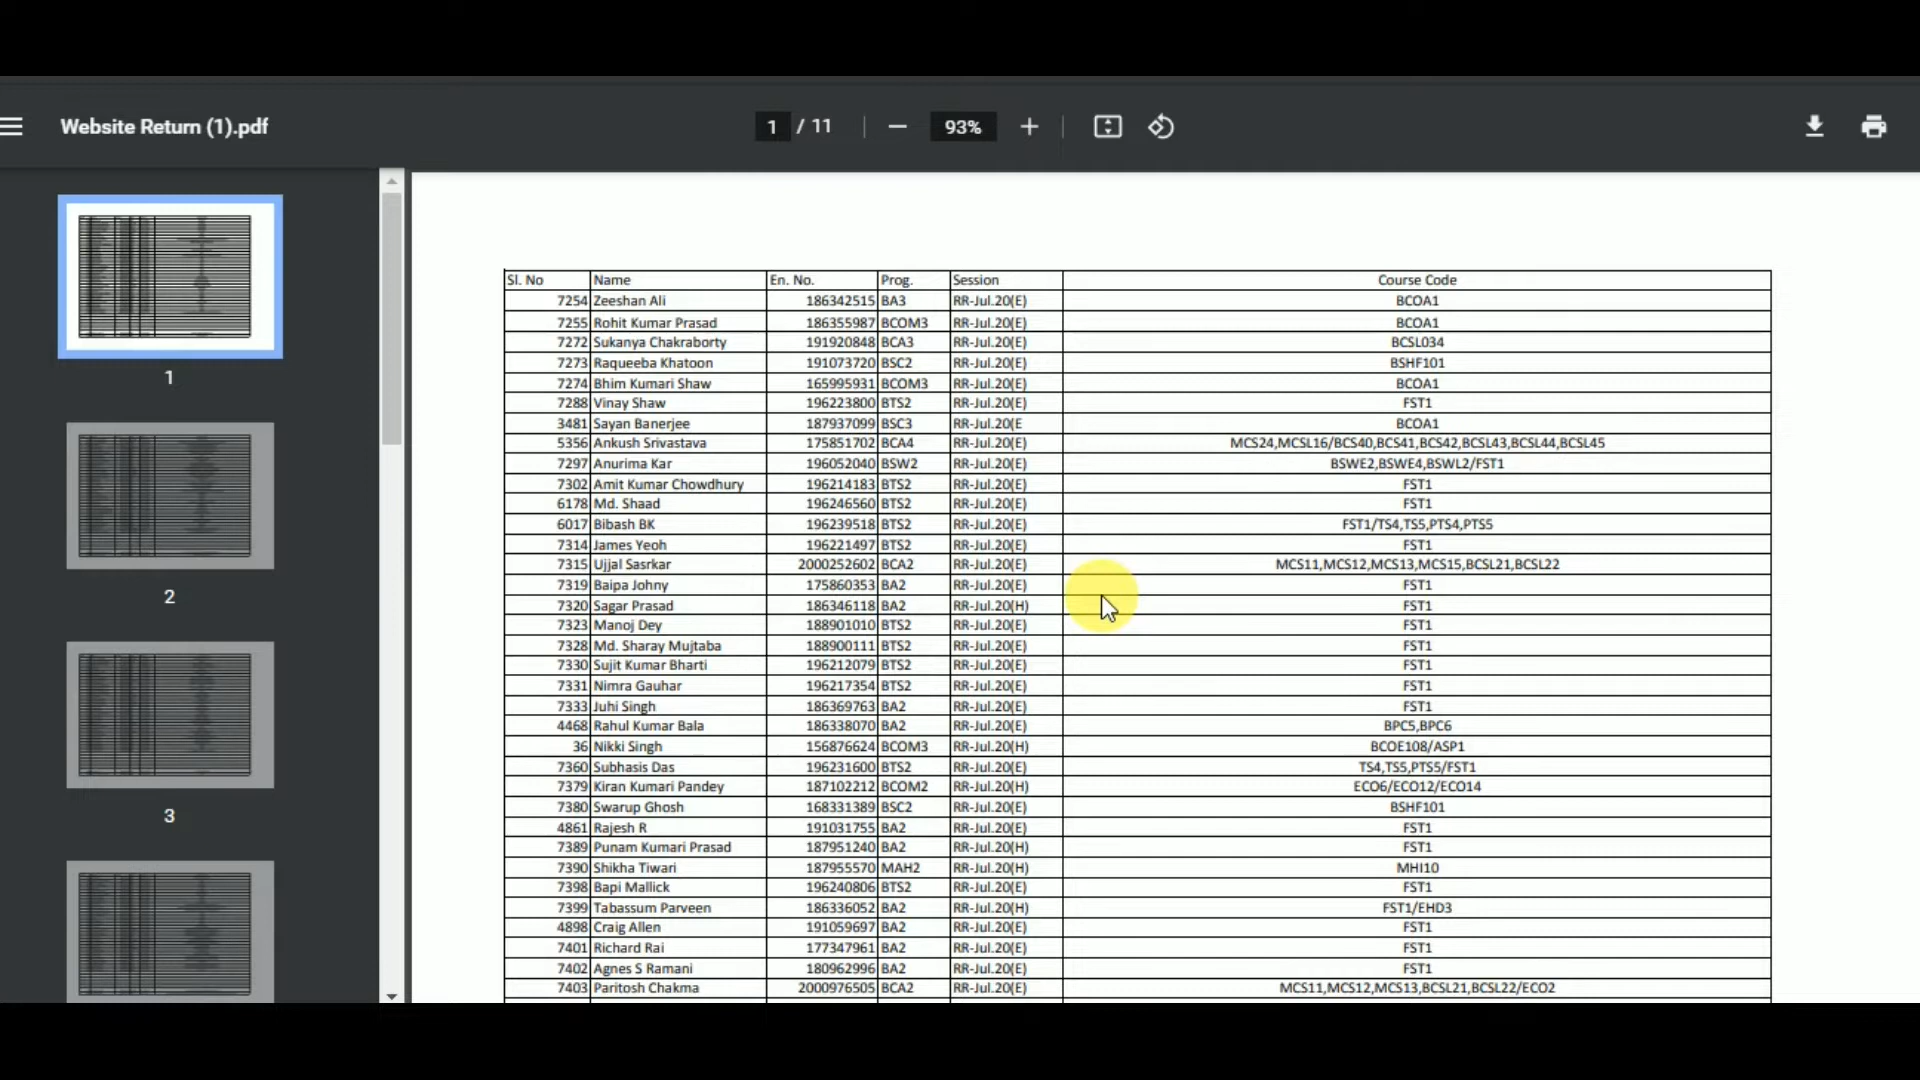 Website Return (1).pdf
1 / 11
93%
1
2
3
Sl. No Name En. No. Prog. Session Course Code
7254 Zeeshan Ali 186342515 BA3 RR-Jul.20(E) BCOA1
7255 Rohit Kumar Prasad 186355987 BCOM3 RR-Jul.20(E) BCOA1
7272 Sukanya Chakraborty 191920848 BCA3 RR-Jul.20(E) BCSL034
7273 Raqueeba Khatoon 191073720 BSC2 RR-Jul.20(E) BSHF101
7274 Bhim Kumari Shaw 165995931 BCOM3 RR-Jul.20(E) BCOA1
7288 Vinay Shaw 196223800 BTS2 RR-Jul.20(E) FST1
3481 Sayan Banerjee 187937099 BSC3 RR-Jul.20(E BCOA1
5356 Ankush Srivastava 175851702 BCA4 RR-Jul.20(E) MCS24,MCSL16/BCS40,BCS41,BCS42,BCSL43,BCSL44,BCSL45
7297 Anurima Kar 196052040 BSW2 RR-Jul.20(E) BSWE2,BSWE4,BSWL2/FST1
7302 Amit Kumar Chowdhury 196214183 BTS2 RR-Jul.20(E) FST1
6178 Md. Shaad 196246560 BTS2 RR-Jul.20(E) FST1
6017 Bibash BK 196239518 BTS2 RR-Jul.20(E) FST1/TS4,TS5,PTS4,PTS5
7314 James Yeoh 196221497 BTS2 RR-Jul.20(E) FST1
7315 Ujjal Sasrkar 2000252602 BCA2 RR-Jul.20(E) MCS11,MCS12,MCS13,MCS15,BCSL21,BCSL22
7319 Baipa Johny 175860353 BA2 RR-Jul.20(E) FST1
7320 Sagar Prasad 186346118 BA2 RR-Jul.20(H) FST1
7323 Manoj Dey 188901010 BTS2 RR-Jul.20(E) FST1
7328 Md. Sharay Mujtaba 188900111 BTS2 RR-Jul.20(E) FST1
7330 Sujit Kumar Bharti 196212079 BTS2 RR-Jul.20(E) FST1
7331 Nimra Gauhar 196217354 BTS2 RR-Jul.20(E) FST1
7333 Juhi Singh 186369763 BA2 RR-Jul.20(E) FST1
4468 Rahul Kumar Bala 186338070 BA2 RR-Jul.20(E) BPC5,BPC6
36 Nikki Singh 156876624 BCOM3 RR-Jul.20(H) BCOE108/ASP1
7360 Subhasis Das 196231600 BTS2 RR-Jul.20(E) TS4,TS5,PTS5/FST1
7379 Kiran Kumari Pandey 187102212 BCOM2 RR-Jul.20(H) ECO6/ECO12/ECO14
7380 Swarup Ghosh 168331389 BSC2 RR-Jul.20(E) BSHF101
4861 Rajesh R 191031755 BA2 RR-Jul.20(E) FST1
7389 Punam Kumari Prasad 187951240 BA2 RR-Jul.20(H) FST1
7390 Shikha Tiwari 187955570 MAH2 RR-Jul.20(H) MHI10
7398 Bapi Mallick 196240806 BTS2 RR-Jul.20(E) FST1
7399 Tabassum Parveen 186336052 BA2 RR-Jul.20(H) FST1/EHD3
4898 Craig Allen 191059697 BA2 RR-Jul.20(E) FST1
7401 Richard Rai 177347961 BA2 RR-Jul.20(E) FST1
7402 Agnes S Ramani 180962996 BA2 RR-Jul.20(E) FST1
7403 Paritosh Chakma 2000976505 BCA2 RR-Jul.20(E) MCS11,MCS12,MCS13,BCSL21,BCSL22/ECO2